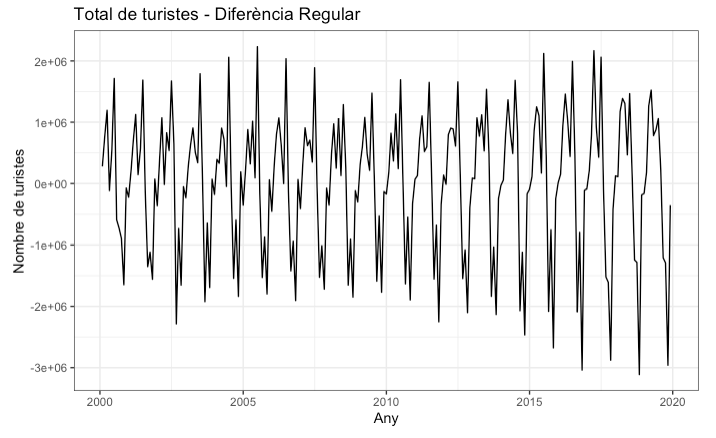 Total de turistes - Diferència Regular
Nombre de turistes
2e+06
1e+06
0e+00
-1e+06
-2e+06
-3e+06
2000
2005
2010
2015
2020
Any